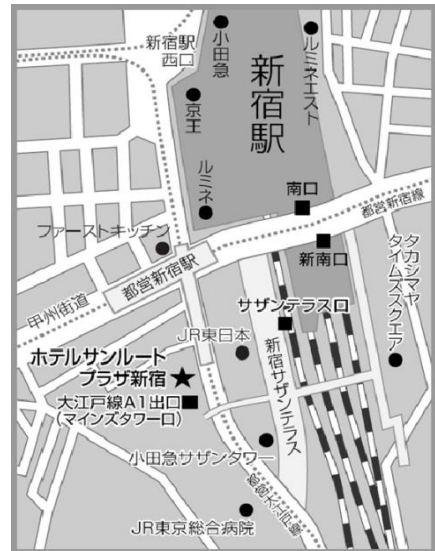 新宿駅
西口
小田急
ルミネエスト
新宿駅
京王
ルミネ
南口
都営新宿線
ファーストキッチン
新南口
タカシマヤ
タイムズスクエア
都営新宿駅
甲州街道
サザンテラス口
JR東日本
新宿サザンテラス
ホテルサンルート
プラザ新宿
大江戸線A1出口
(マインズタワー口)
小田急サザンタワー
都営大江戸線
JR東京総合病院